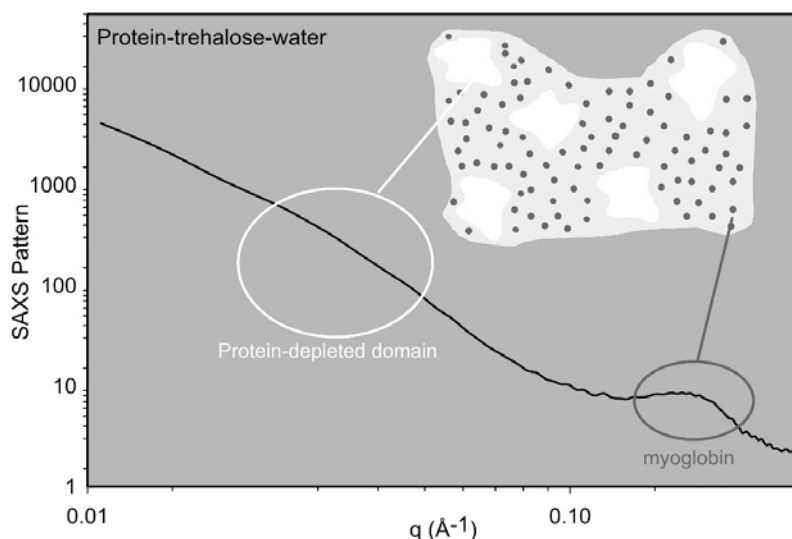 Protein-trehalose-water
10000
1000
100
10
1
SAXS Pattern
Protein-depleted domain
myoglobin
0.01
0.10
q (Å-1)